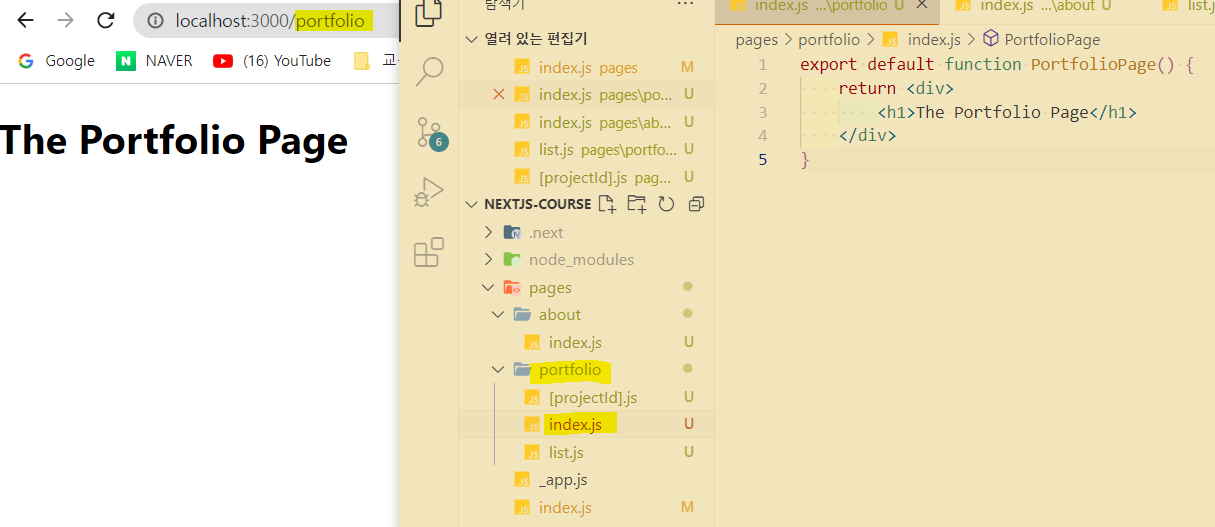 localhost:3000/portfolio
Google NAVER (16) YouTube
The Portfolio Page
탐색기 ...
열려 있는 편집기
index.js pages M
index.js pages\po... U
index.js pages\ab... U
list.js pages\portfo... U
[projectId].js pag... U
6
NEXTJS-COURSE
.next
node_modules
pages
about
index.js U
portfolio
[projectId].js U
index.js U
list.js U
_app.js
index.js M
index.js ...\portfolio U
index.js ...\about U
list.j
pages > portfolio > index.js > PortfolioPage
1 export default function PortfolioPage() {
2 return <div>
3 <h1>The Portfolio Page</h1>
4 </div>
5 }